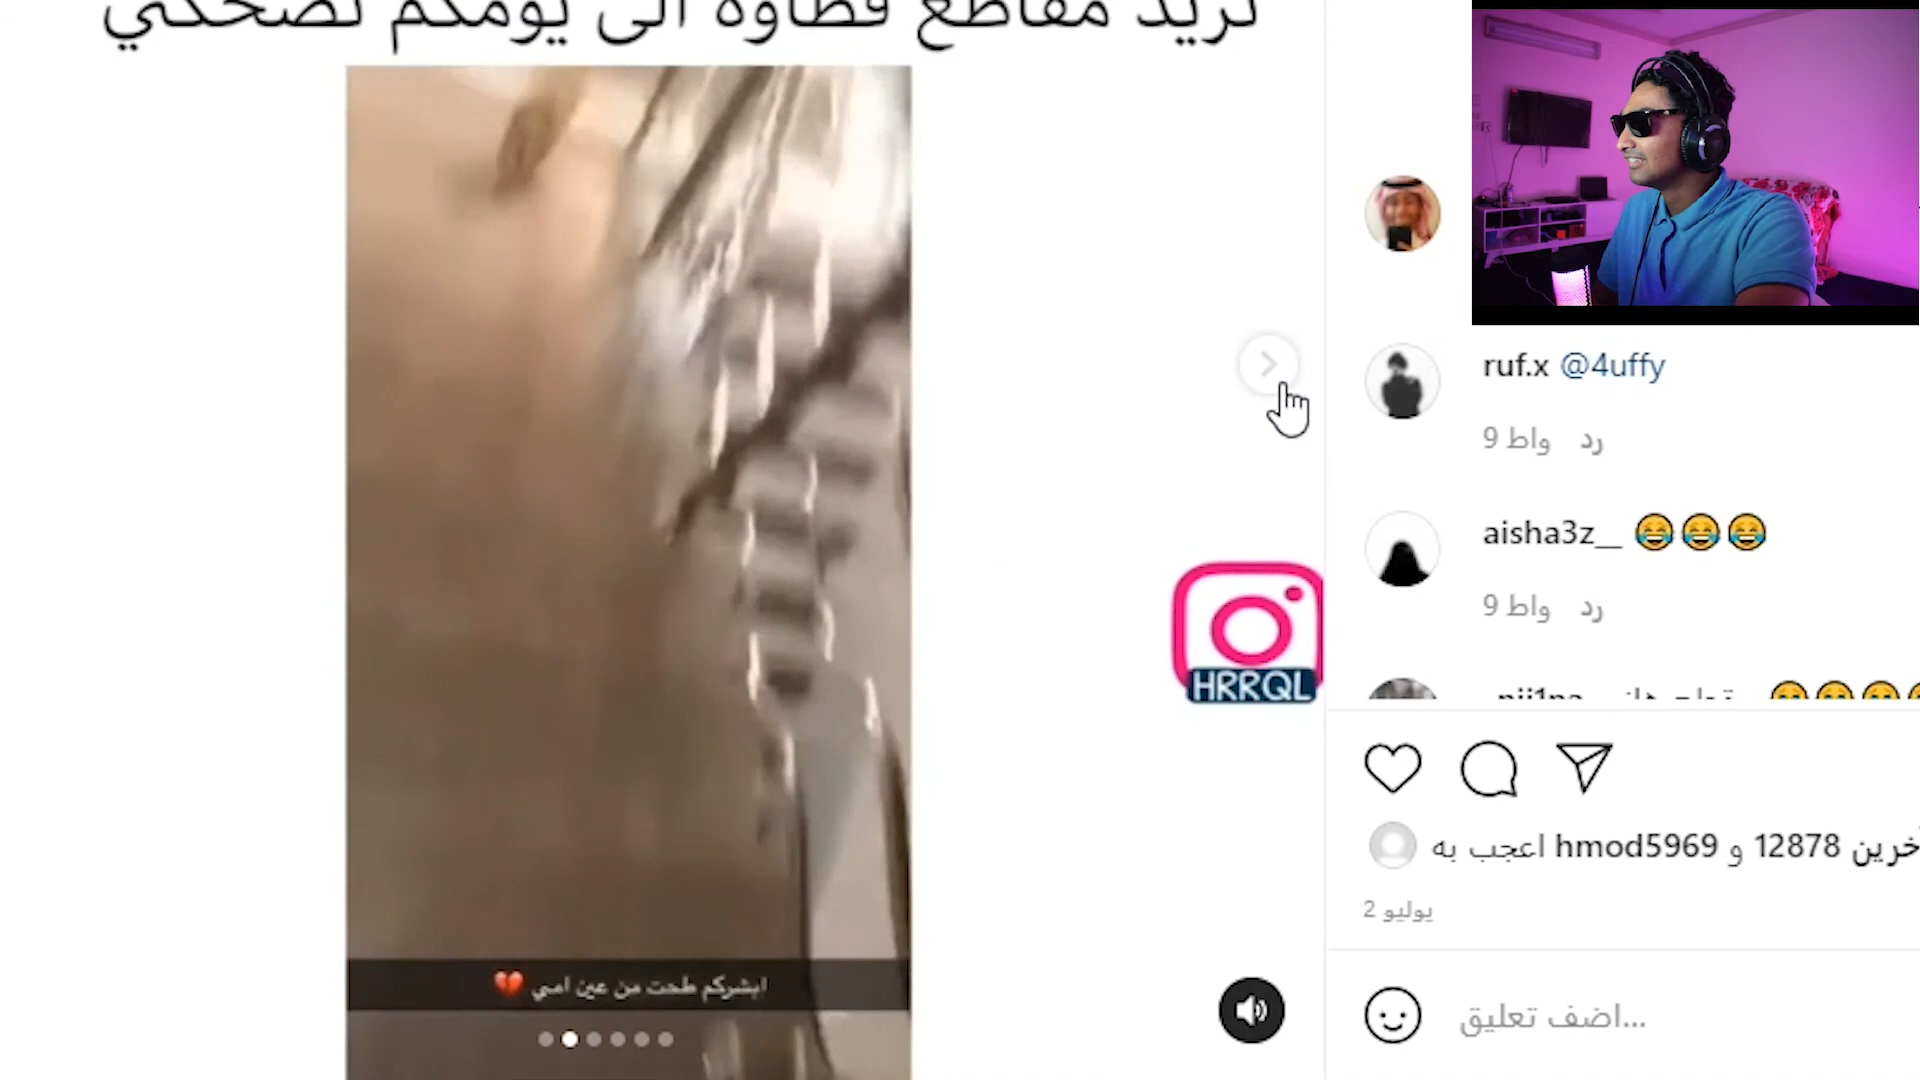 نريد مقاطع قطاوه الى يومكم تضحكني
ruf.x @4uffy
9 واط رد
aisha3z__ 😂😂😂
9 واط رد
HRRQL
اعجب به hmod5969 و 12878
2 يوليو
ابشركم طحت من عين امي 💔
اضف تعليق...